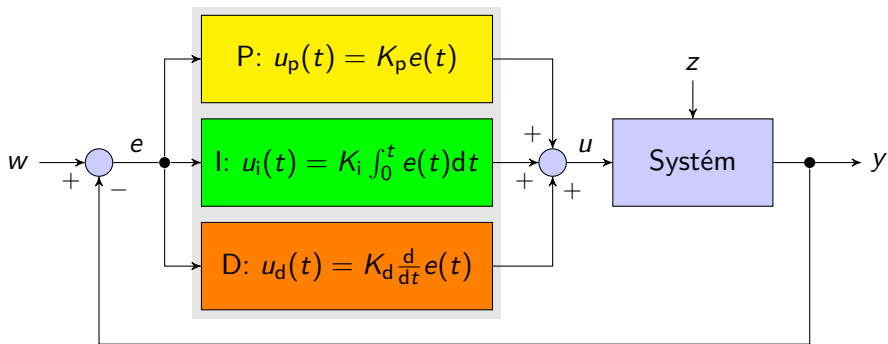 P: u_p(t) = K_p e(t)
z
w
+
−
e
I: u_i(t) = K_i ∫_0^t e(t)dt
+
+
+
u
Systém
y
D: u_d(t) = K_d d/dt e(t)